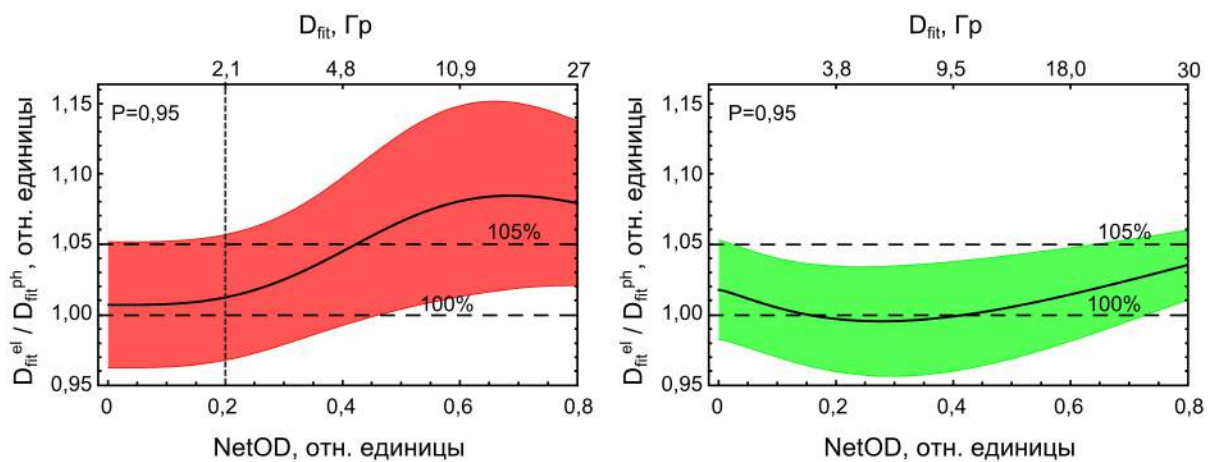 D_fit, Гр
2,1 4,8 10,9 27
P=0,95
105%
100%
1,15
1,10
1,05
1,00
0,95
D_fit^el / D_fit^ph, отн. единицы
0 0,2 0,4 0,6 0,8
NetOD, отн. единицы
D_fit, Гр
3,8 9,5 18,0 30
P=0,95
105%
100%
1,15
1,10
1,05
1,00
0,95
D_fit^el / D_fit^ph, отн. единицы
0 0,2 0,4 0,6 0,8
NetOD, отн. единицы